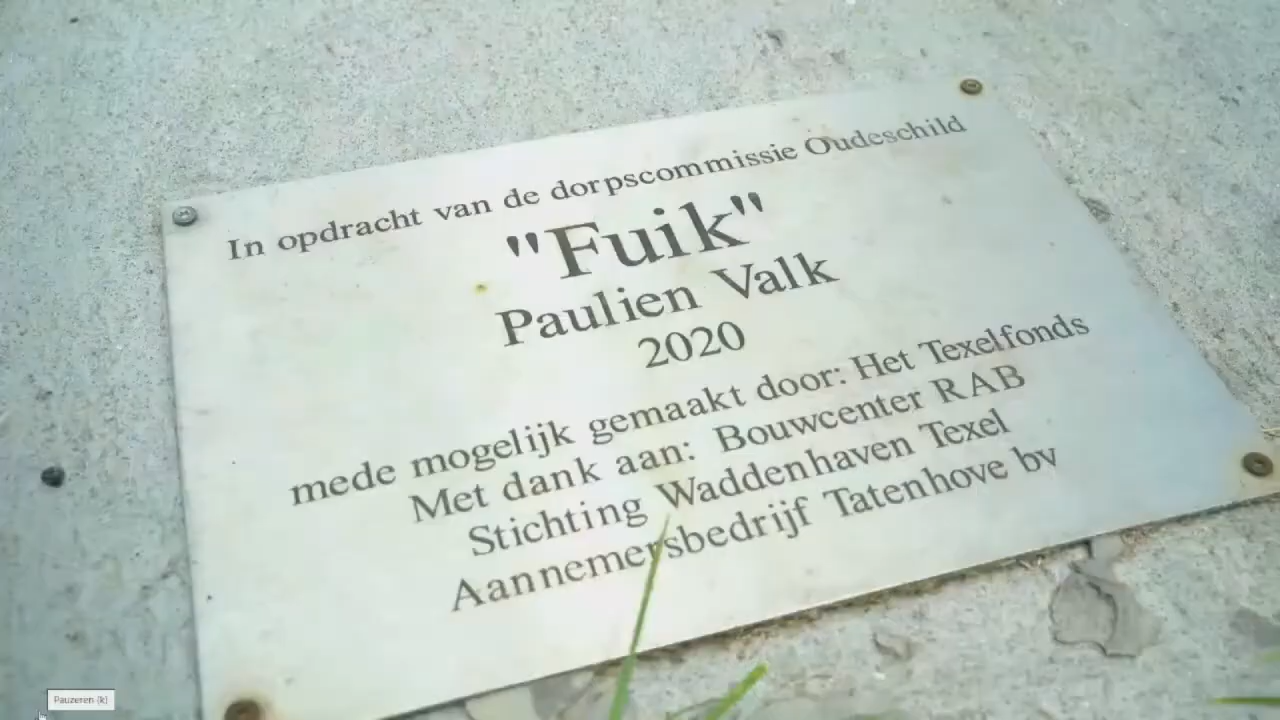 In opdracht van de dorpscommissie Oudeschild
"Fuik"
Paulien Valk
2020
mede mogelijk gemaakt door: Het Texelfonds
Met dank aan: Bouwcenter RAB
Stichting Waddenhaven Texel
Aannemersbedrijf Tatenhove bv
Pauzeren (k)